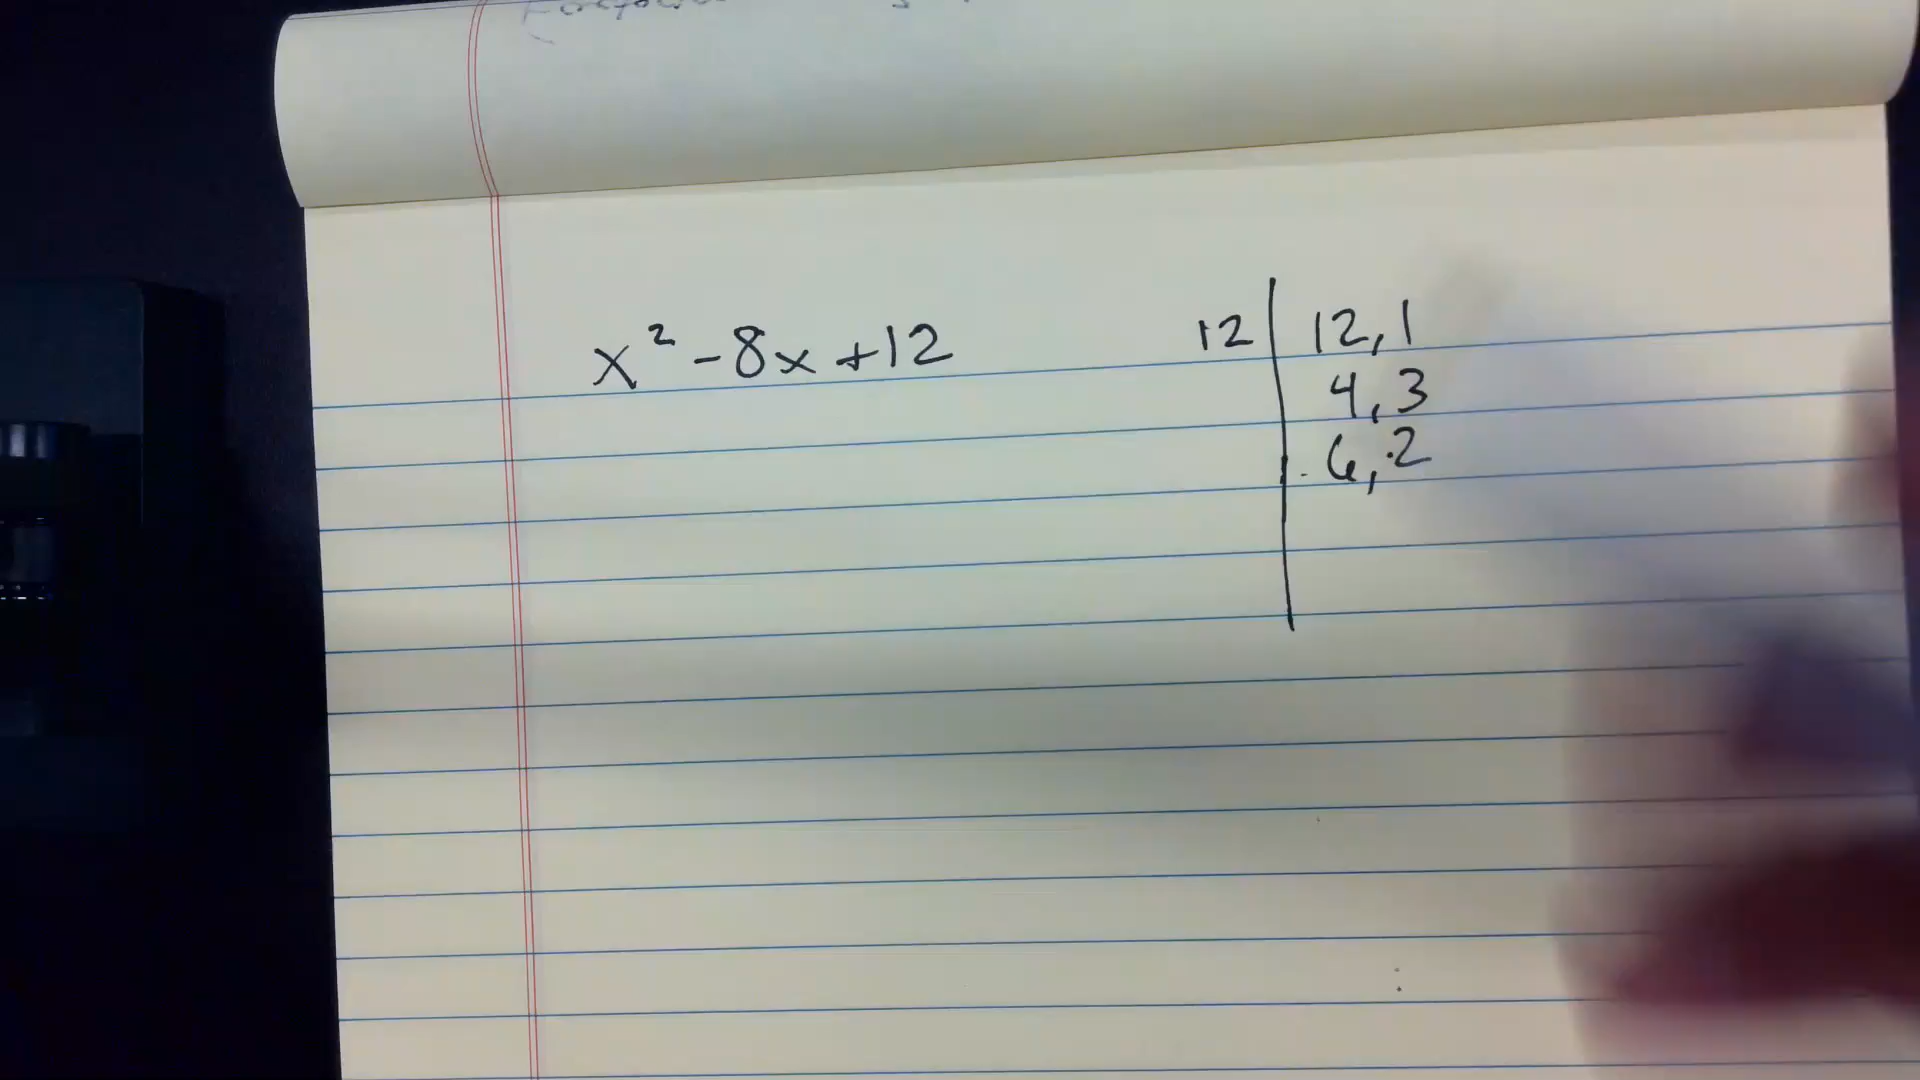 x² -8x +12
12 | 12, 1
4, 3
6, 2